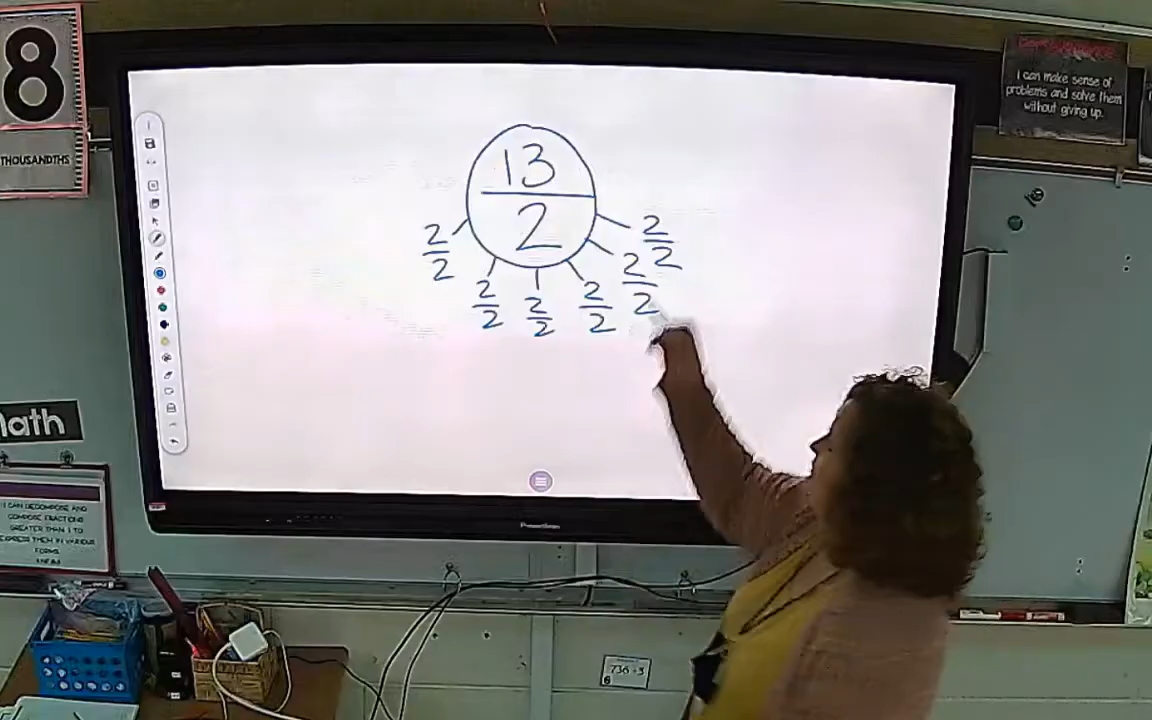 8
THOUSANDTHS
I can make sense of
problems and solve them
without giving up.
13
2
2
2
2
2
2
2
2
2
2
2
2
2
Math
I CAN DECOMPOSE AND
COMPOSE FRACTIONS
GREATER THAN 1 TO
EXPRESS THEM IN VARIOUS
FORMS.
Promethean
736÷3
6